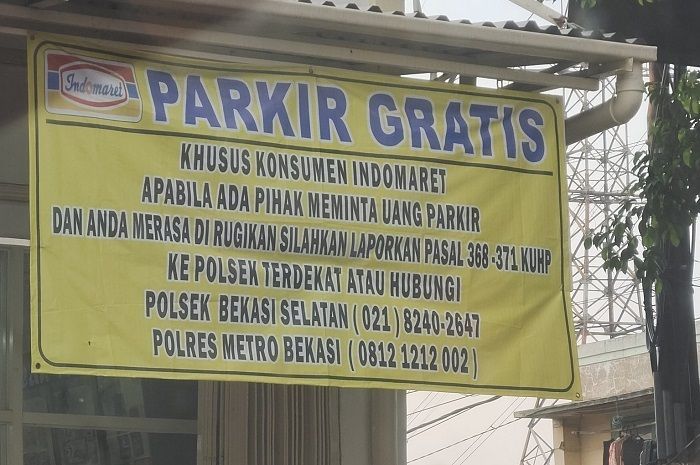 Indomaret
PARKIR GRATIS
KHUSUS KONSUMEN INDOMARET
APABILA ADA PIHAK MEMINTA UANG PARKIR
DAN ANDA MERASA DI RUGIKAN SILAHKAN LAPORKAN PASAL 368-371 KUHP
KE POLSEK TERDEKAT ATAU HUBUNGI
POLSEK BEKASI SELATAN ( 021 ) 8240-2647
POLRES METRO BEKASI ( 0812 1212 002 )